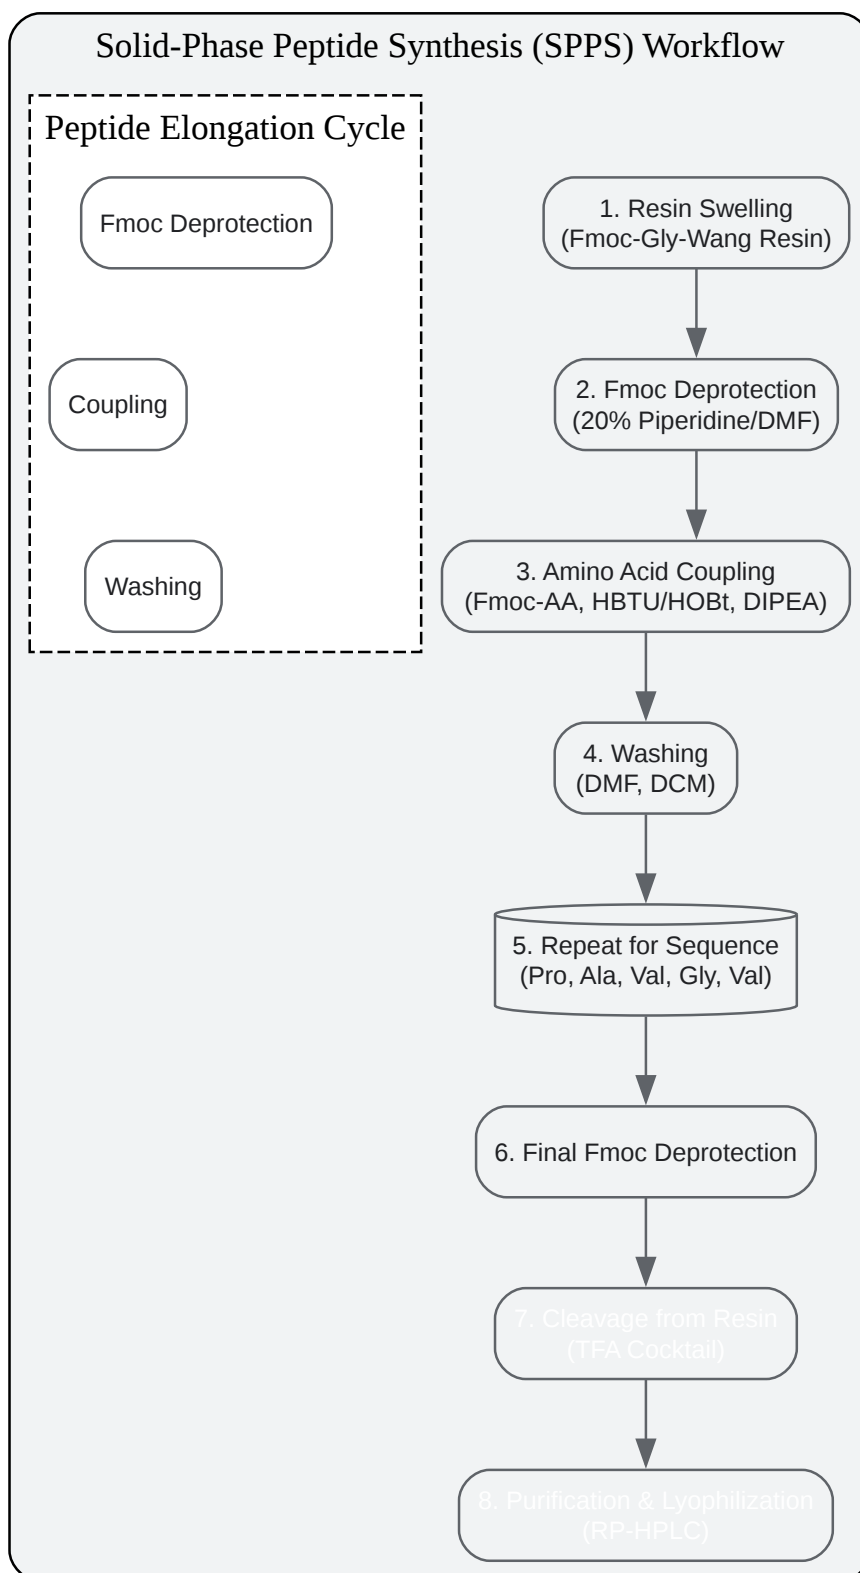 Solid-Phase Peptide Synthesis (SPPS) Workflow
Peptide Elongation Cycle
Fmoc Deprotection
Coupling
Washing
1. Resin Swelling
(Fmoc-Gly-Wang Resin)
2. Fmoc Deprotection
(20% Piperidine/DMF)
3. Amino Acid Coupling
(Fmoc-AA, HBTU/HOBt, DIPEA)
4. Washing
(DMF, DCM)
5. Repeat for Sequence
(Pro, Ala, Val, Gly, Val)
6. Final Fmoc Deprotection
7. Cleavage from Resin
(TFA Cocktail)
8. Purification & Lyophilization
(RP-HPLC)